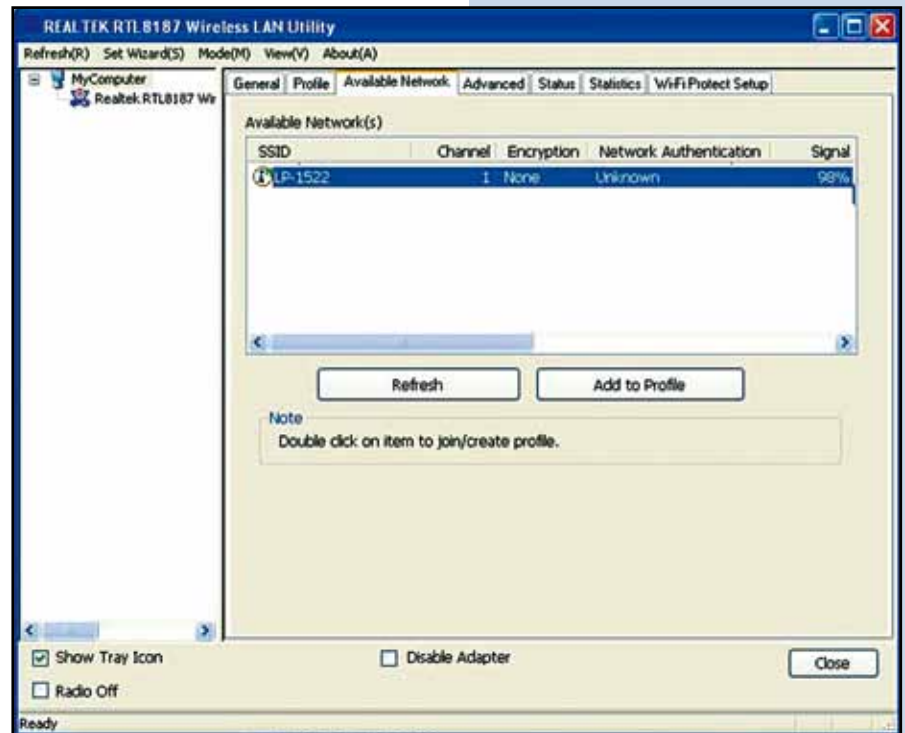 REALTEK RTL8187 Wireless LAN Utility
Refresh(R) Set Wizard(S) Mode(M) View(V) About(A)
MyComputer
Realtek RTL8187 Wir
General Profile Available Network Advanced Status Statistics Wi-Fi Protect Setup
Available Network(s)
SSID Channel Encryption Network Authentication Signal
LP-1522 1 None Unknown 98%
Refresh Add to Profile
Note
Double click on item to join/create profile.
Show Tray Icon Disable Adapter Close
Radio Off
Ready